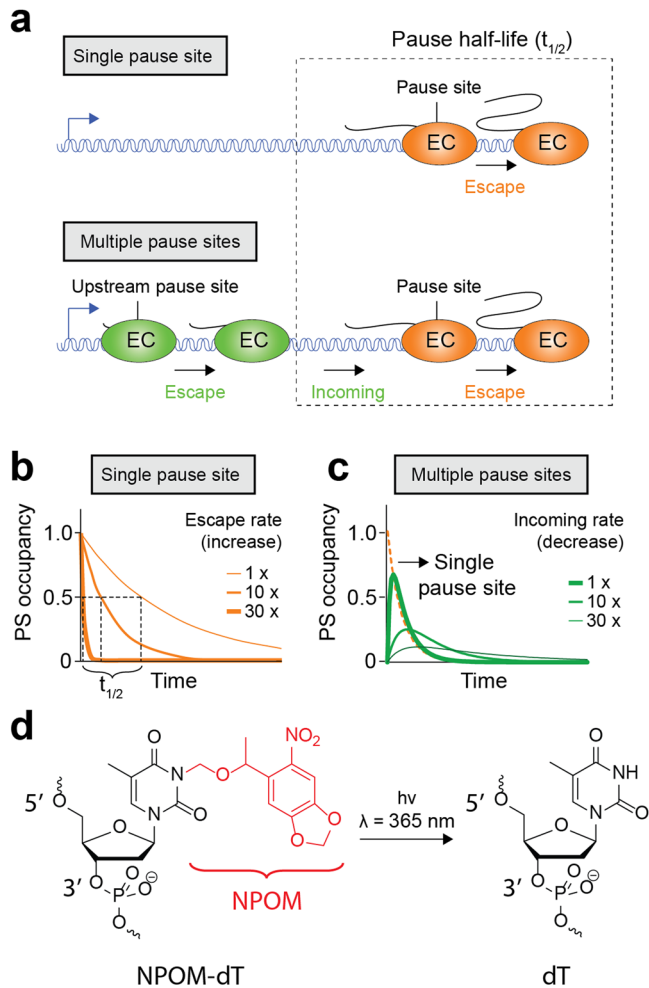 a
Pause half-life (t1/2)
Single pause site
Pause site
EC
EC
Escape
Multiple pause sites
Upstream pause site
Pause site
EC
EC
EC
EC
Escape
Incoming
Escape
b
Single pause site
PS occupancy
1.0
0.5
0
Escape rate
(increase)
1 x
10 x
30 x
t1/2
Time
c
Multiple pause sites
PS occupancy
1.0
0.5
0
Incoming rate
(decrease)
Single
pause site
1 x
10 x
30 x
Time
d
O
N
O
NO2
5′
O
N
O
O
O
O
3′
O
P
O
O
⊖
O
NPOM
NPOM-dT
hv
λ = 365 nm
O
NH
5′
O
N
O
O
3′
O
P
O
O
⊖
O
dT